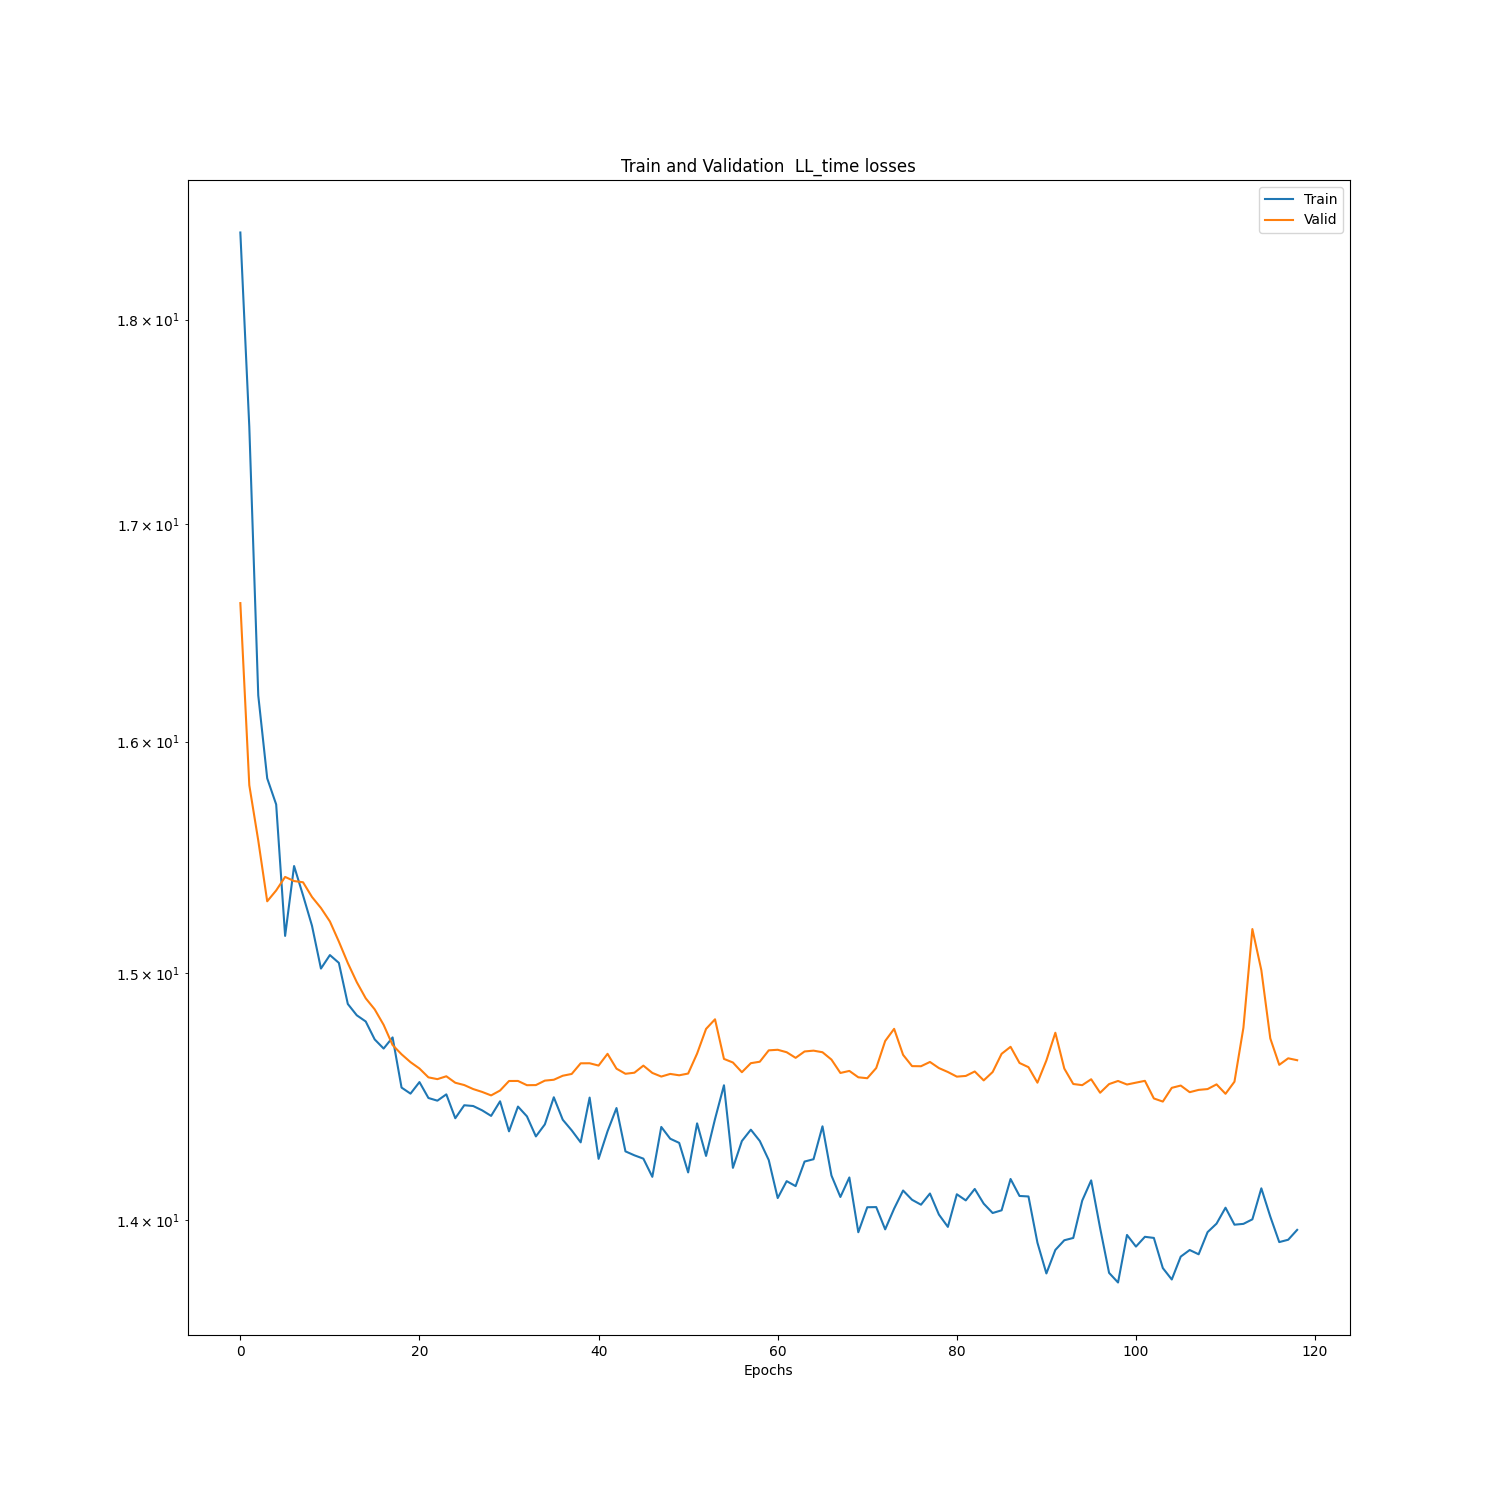 Train and Validation  LL_time losses
Train
Valid
1.8 × 10¹
1.7 × 10¹
1.6 × 10¹
1.5 × 10¹
1.4 × 10¹
0 20 40 60 80 100 120
Epochs